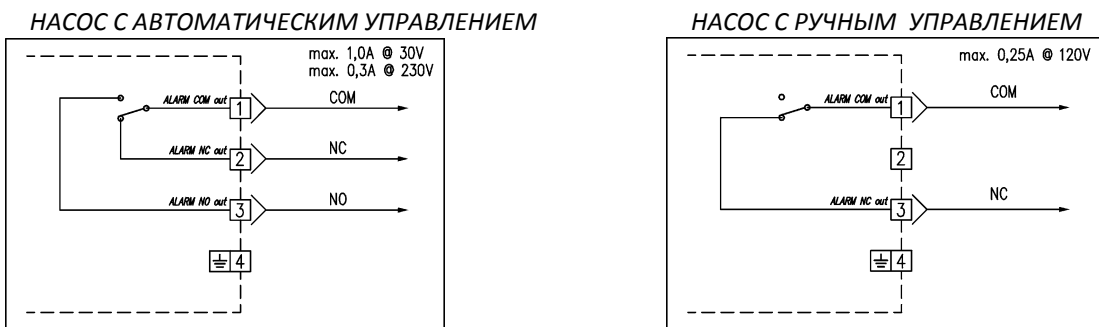 НАСОС С АВТОМАТИЧЕСКИМ УПРАВЛЕНИЕМ
max. 1,0A @ 30V
max. 0,3A @ 230V
ALARM COM out
1
COM
ALARM NC out
2
NC
ALARM NO out
3
NO
4
НАСОС С РУЧНЫМ УПРАВЛЕНИЕМ
max. 0,25A @ 120V
ALARM COM out
1
COM
2
ALARM NC out
3
NC
4